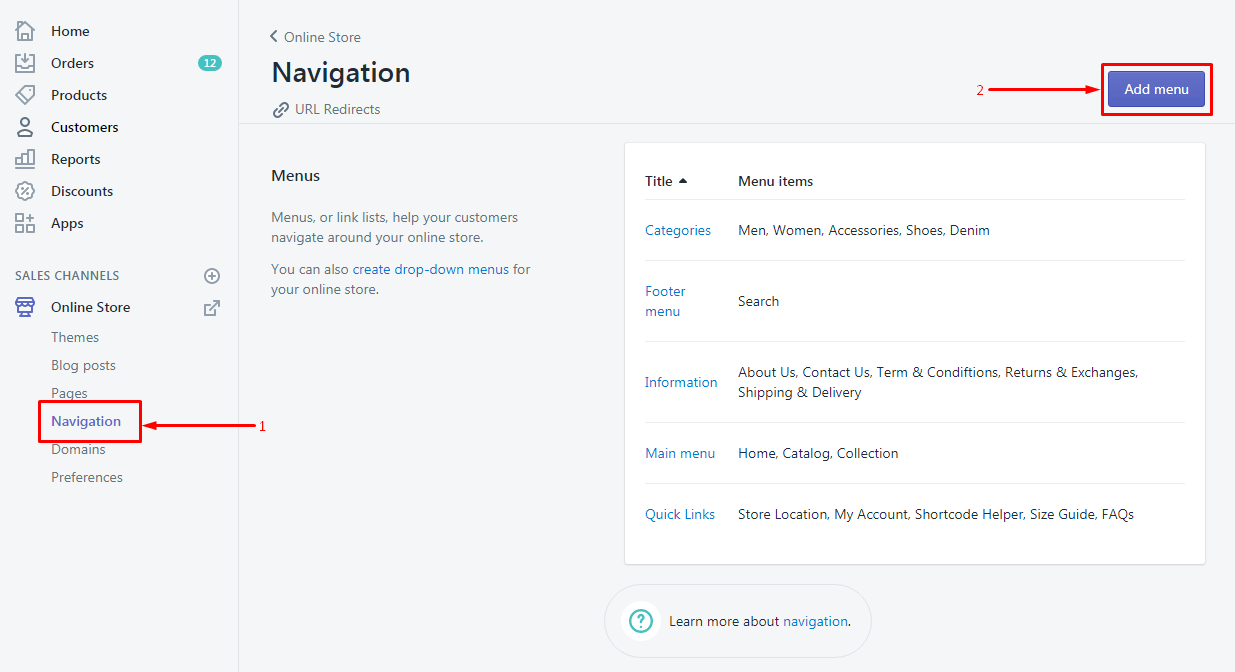 Home
Orders 12
Products
Customers
Reports
Discounts
Apps
SALES CHANNELS
Online Store
Themes
Blog posts
Pages
Navigation 1
Domains
Preferences
Online Store
Navigation
URL Redirects
2 Add menu
Menus
Menus, or link lists, help your customers
navigate around your online store.
You can also create drop-down menus for
your online store.
Title Menu items
Categories Men, Women, Accessories, Shoes, Denim
Footer
menu
Search
Information
About Us, Contact Us, Term & Condiftions, Returns & Exchanges,
Shipping & Delivery
Main menu Home, Catalog, Collection
Quick Links Store Location, My Account, Shortcode Helper, Size Guide, FAQs
? Learn more about navigation.